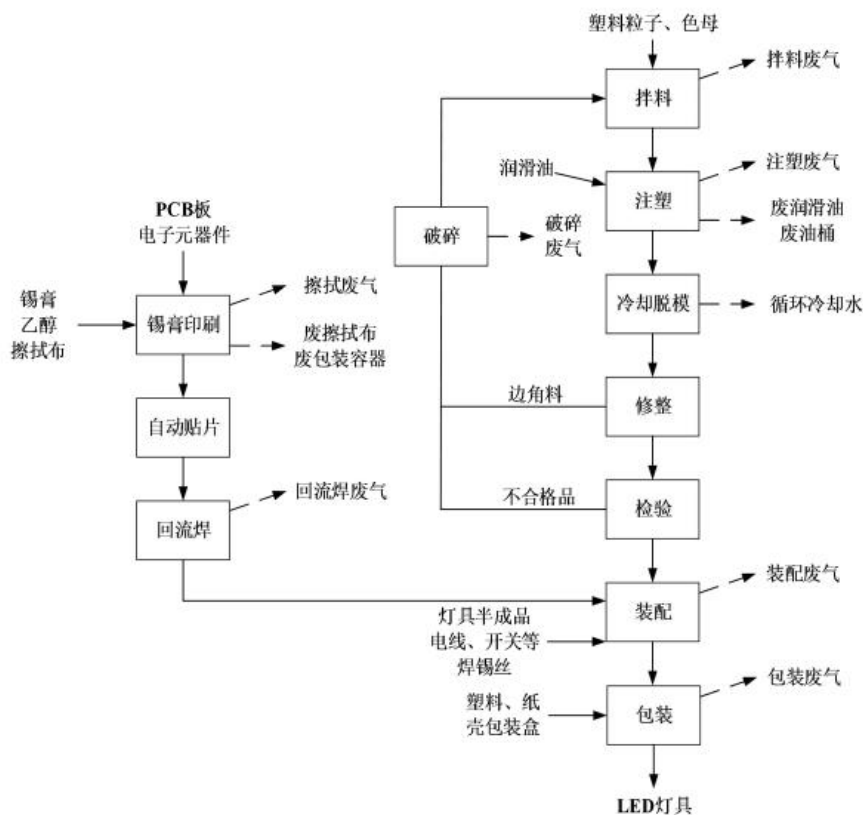 塑料粒子、色母
拌料废气
拌料
润滑油
注塑废气
注塑
废润滑油
废油桶
PCB板
电子元器件
破碎
破碎
废气
擦拭废气
冷却脱模
循环冷却水
锡膏
乙醇
擦拭布
锡膏印刷
废擦拭布
废包装容器
边角料
修整
自动贴片
回流焊废气
不合格品
检验
回流焊
装配废气
灯具半成品
电线、开关等
焊锡丝
装配
包装废气
塑料、纸
壳包装盒
包装
LED灯具